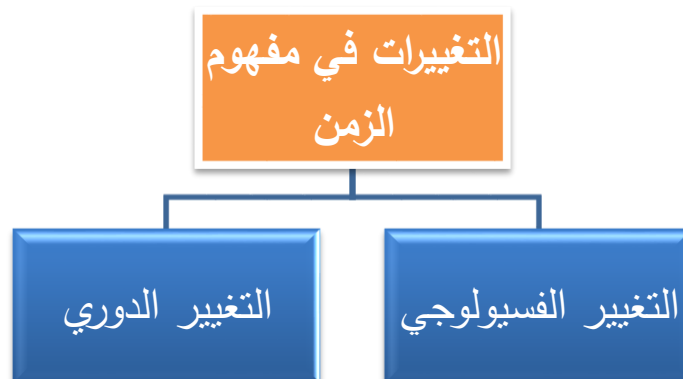 التغييرات في مفهوم
الزمن
التغيير الفسيولوجي
التغيير الدوري